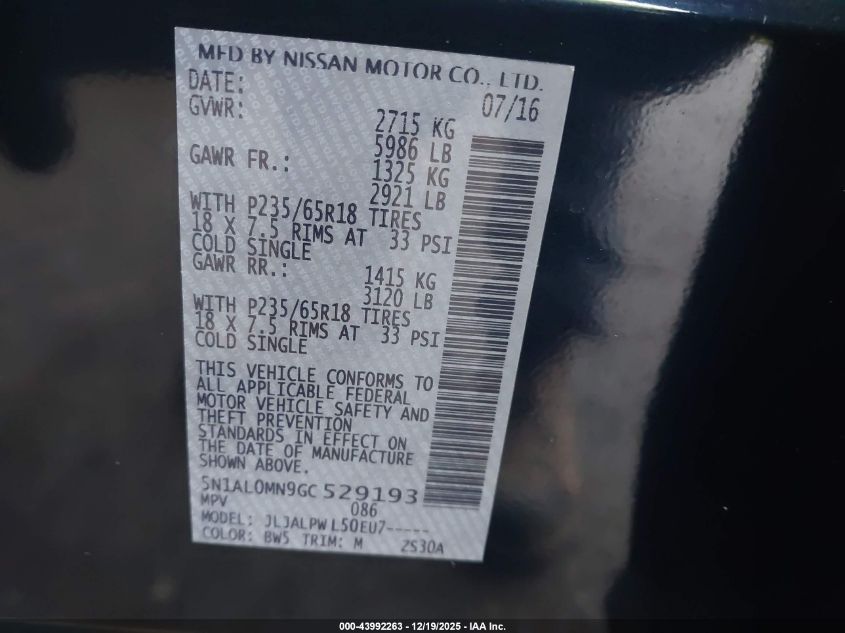 MFD BY NISSAN MOTOR CO., LTD.
DATE: 07/16
GVWR: 2715 KG
5986 LB
GAWR FR.: 1325 KG
2921 LB
WITH P235/65R18 TIRES
18 X 7.5 RIMS AT 33 PSI
COLD SINGLE
GAWR RR.: 1415 KG
3120 LB
WITH P235/65R18 TIRES
18 X 7.5 RIMS AT 33 PSI
COLD SINGLE
THIS VEHICLE CONFORMS TO
ALL APPLICABLE FEDERAL
MOTOR VEHICLE SAFETY AND
THEFT PREVENTION
STANDARDS IN EFFECT ON
THE DATE OF MANUFACTURE
SHOWN ABOVE.
5N1AL0MN9GC529193
MPV 086
MODEL: JLJALPWL50EU7-----
COLOR: BW5 TRIM: M ZS30A
000-43992263 - 12/19/2025 - IAA Inc.